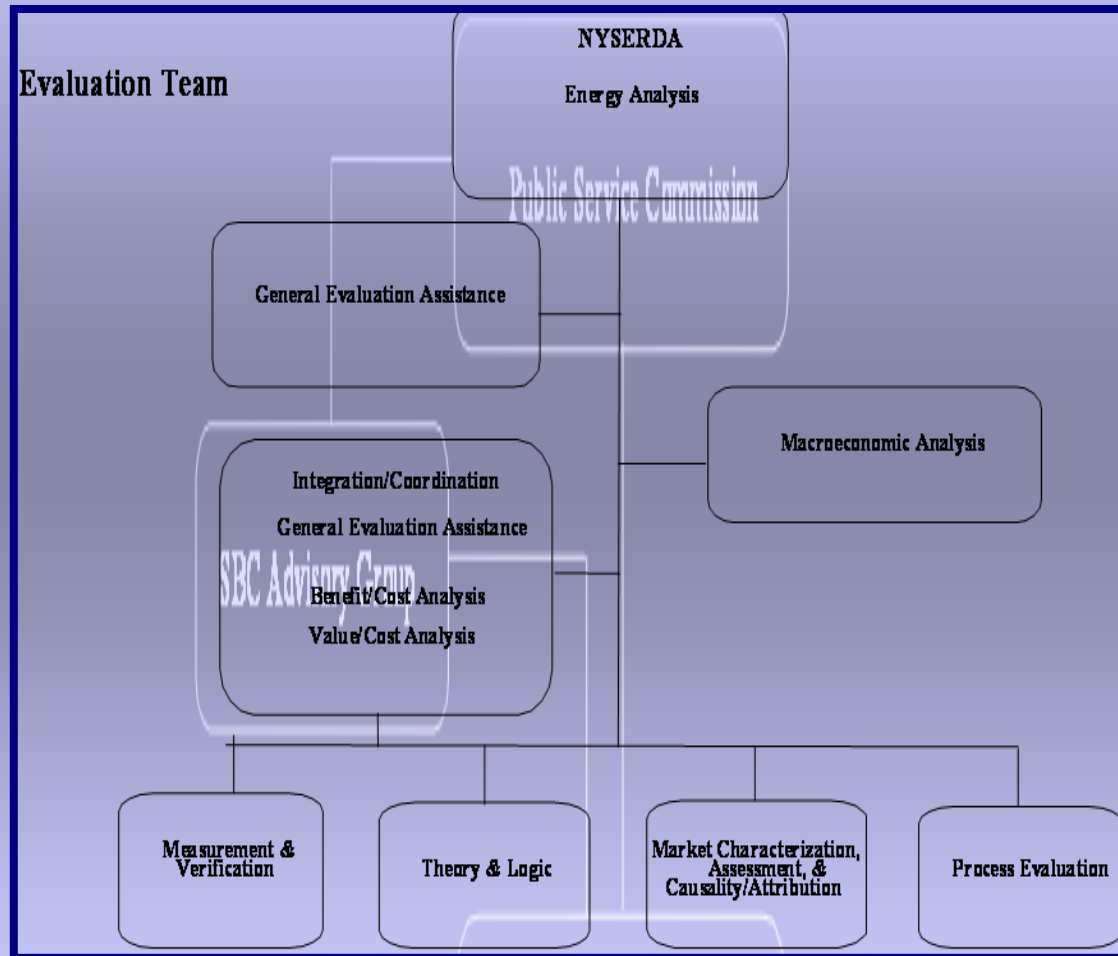 NYSERDA
Evaluation Team
Energy Analysis
Public Service Commission
General Evaluation Assistance
Macroeconomic Analysis
Integration/Coordination
General Evaluation Assistance
SBC Advisory Group
Benefit/Cost Analysis
Value/Cost Analysis
Measurement &
Verification
Theory & Logic
Market Characterization,
Assessment, &
Causality/Attribution
Process Evaluation